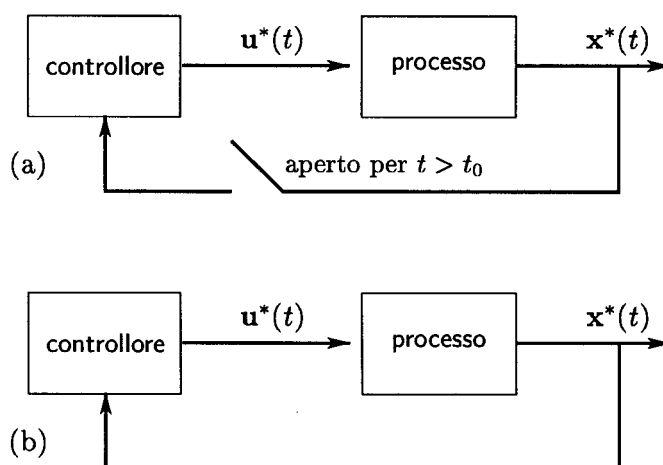 u*(t)
x*(t)
controllore
processo
(a)
aperto per t > t₀
u*(t)
x*(t)
controllore
processo
(b)